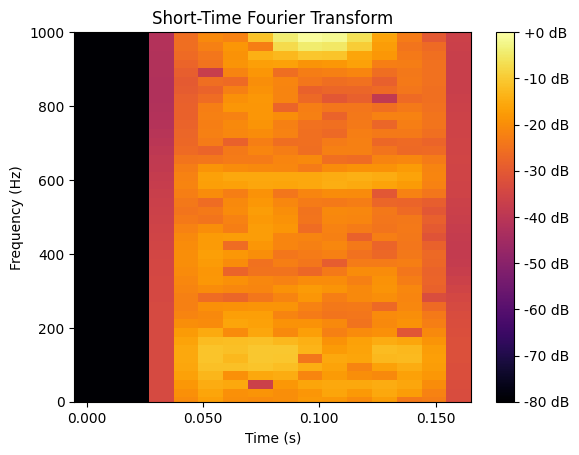 Short-Time Fourier Transform
1000
800
600
400
200
0
Frequency (Hz)
0.000
0.050
0.100
0.150
Time (s)
+0 dB
-10 dB
-20 dB
-30 dB
-40 dB
-50 dB
-60 dB
-70 dB
-80 dB